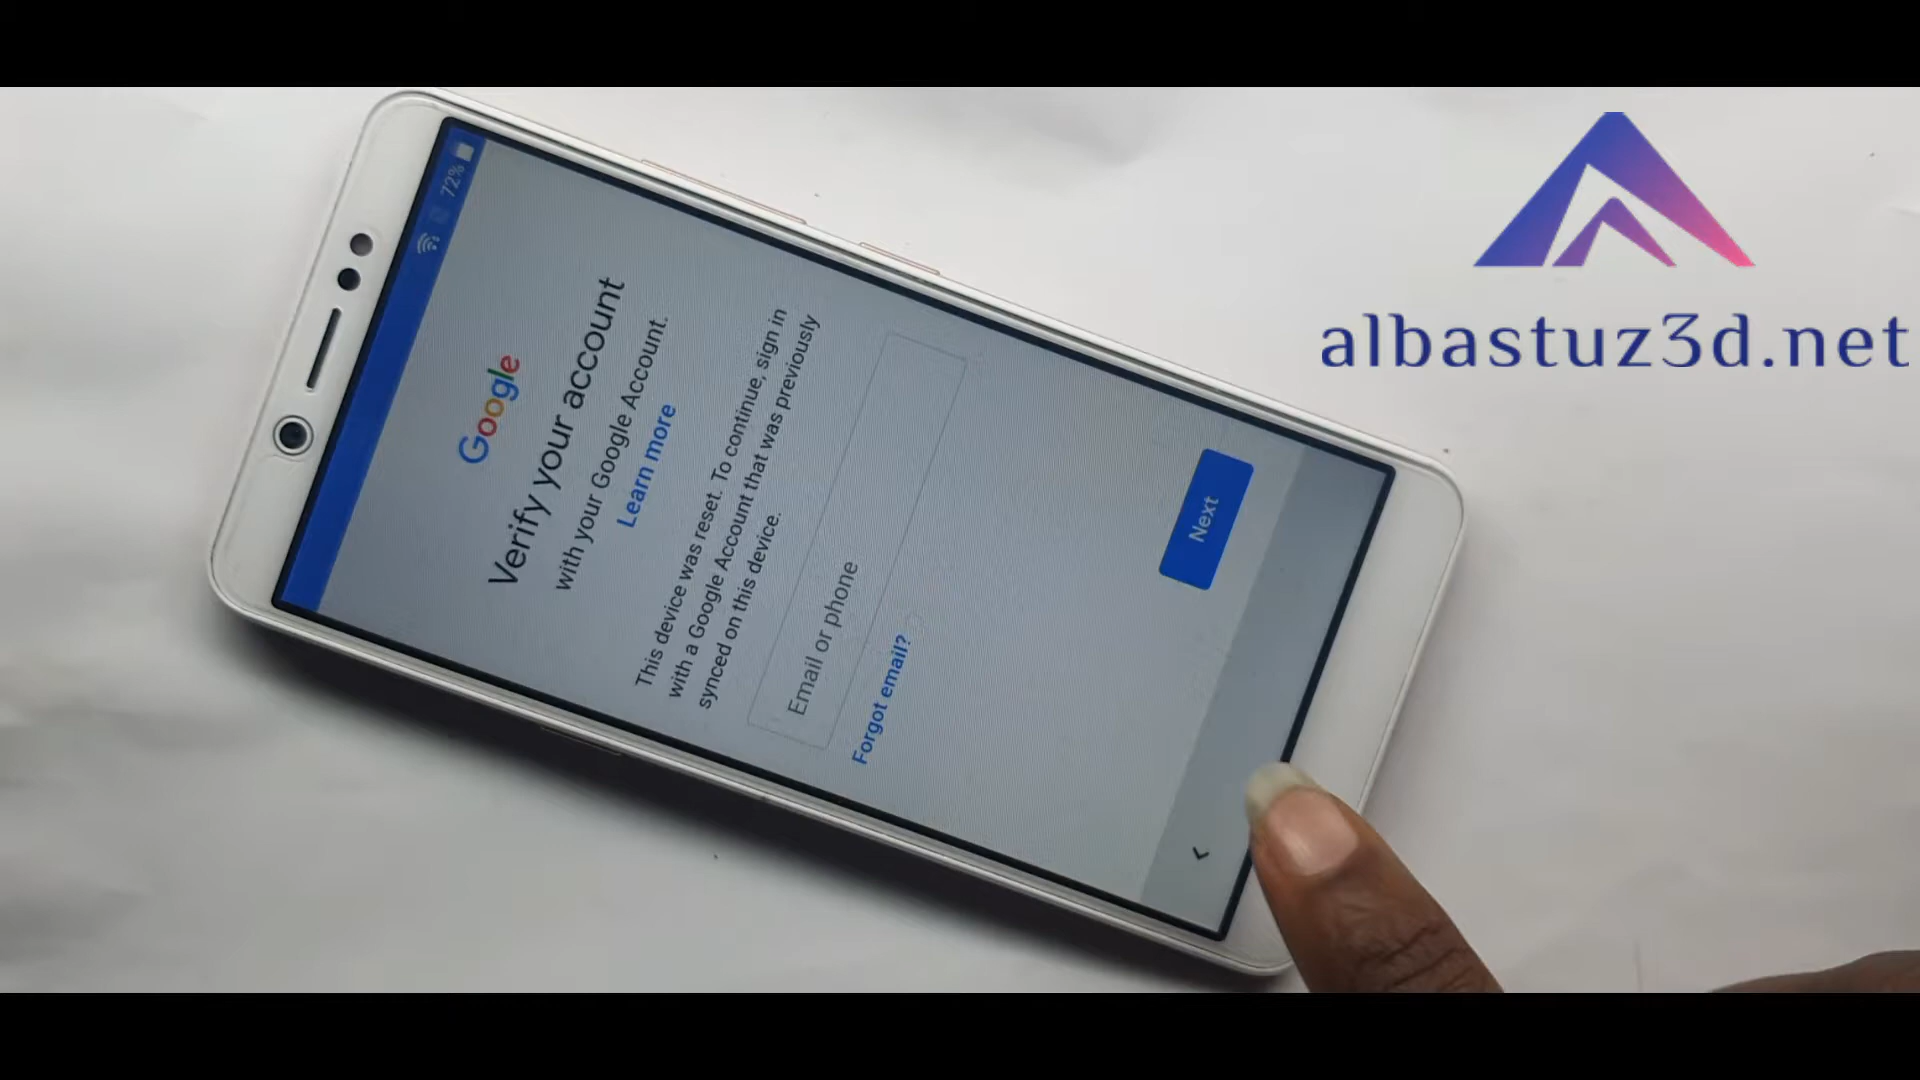 72%
Google
Verify your account
with your Google Account.
Learn more
This device was reset. To continue, sign in
with a Google Account that was previously
synced on this device.
Email or phone
Forgot email?
Next
albastuz3d.net